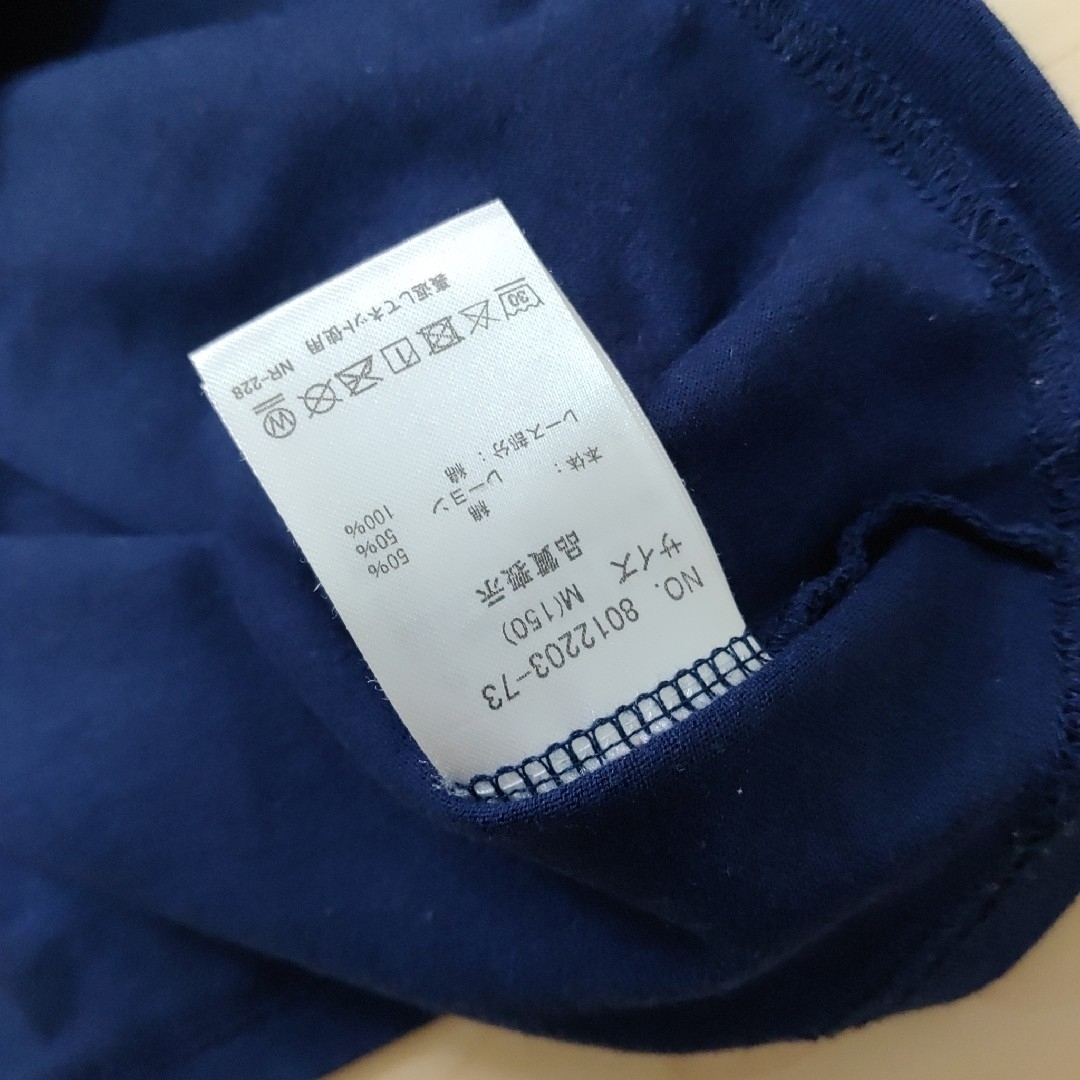 NO. 8012203-73
サイズ M(150)
品質表示
本体： 綿 50%
レーヨン 50%
レース部分：綿 100%
30
W
裏返してネット使用 NR-228